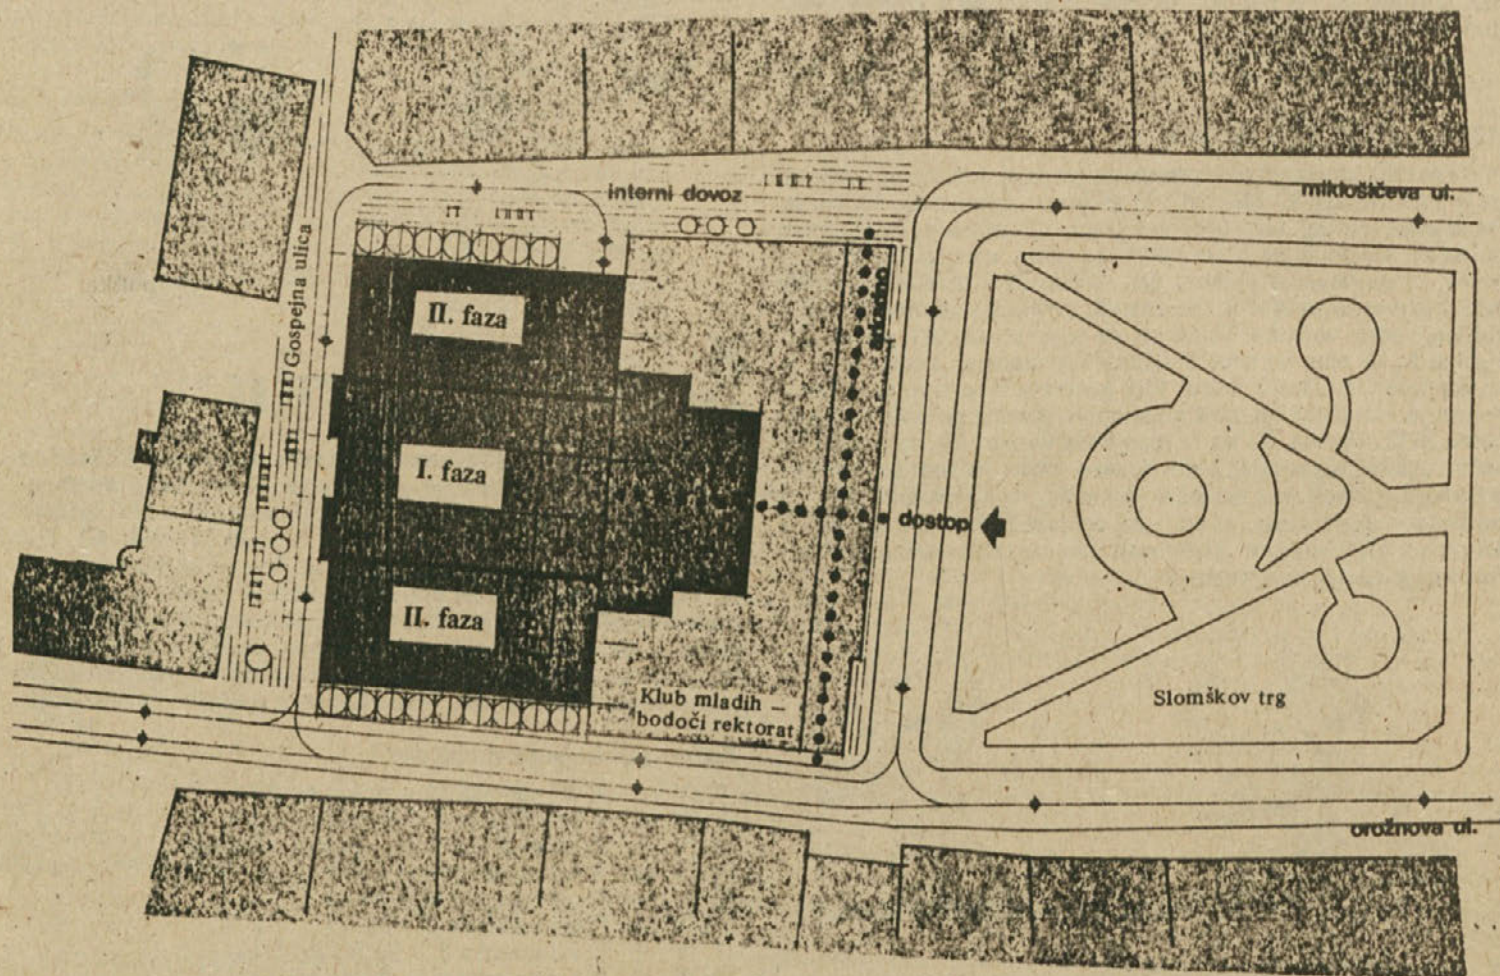 interni dovoz
miklošičeva ul.
Gospejna ulica
II. faza
I. faza
dostop
II. faza
Klub mladih –
bodoči rektorat
Slomškov trg
orožnova ul.